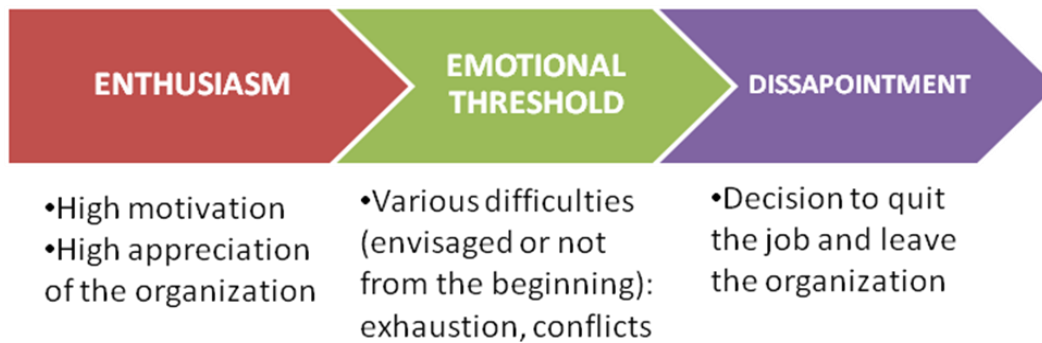 ENTHUSIASM
EMOTIONAL
THRESHOLD
DISSAPOINTMENT
•High motivation
•High appreciation
of the organization
•Various difficulties
(envisaged or not
from the beginning):
exhaustion, conflicts
•Decision to quit
the job and leave
the organization